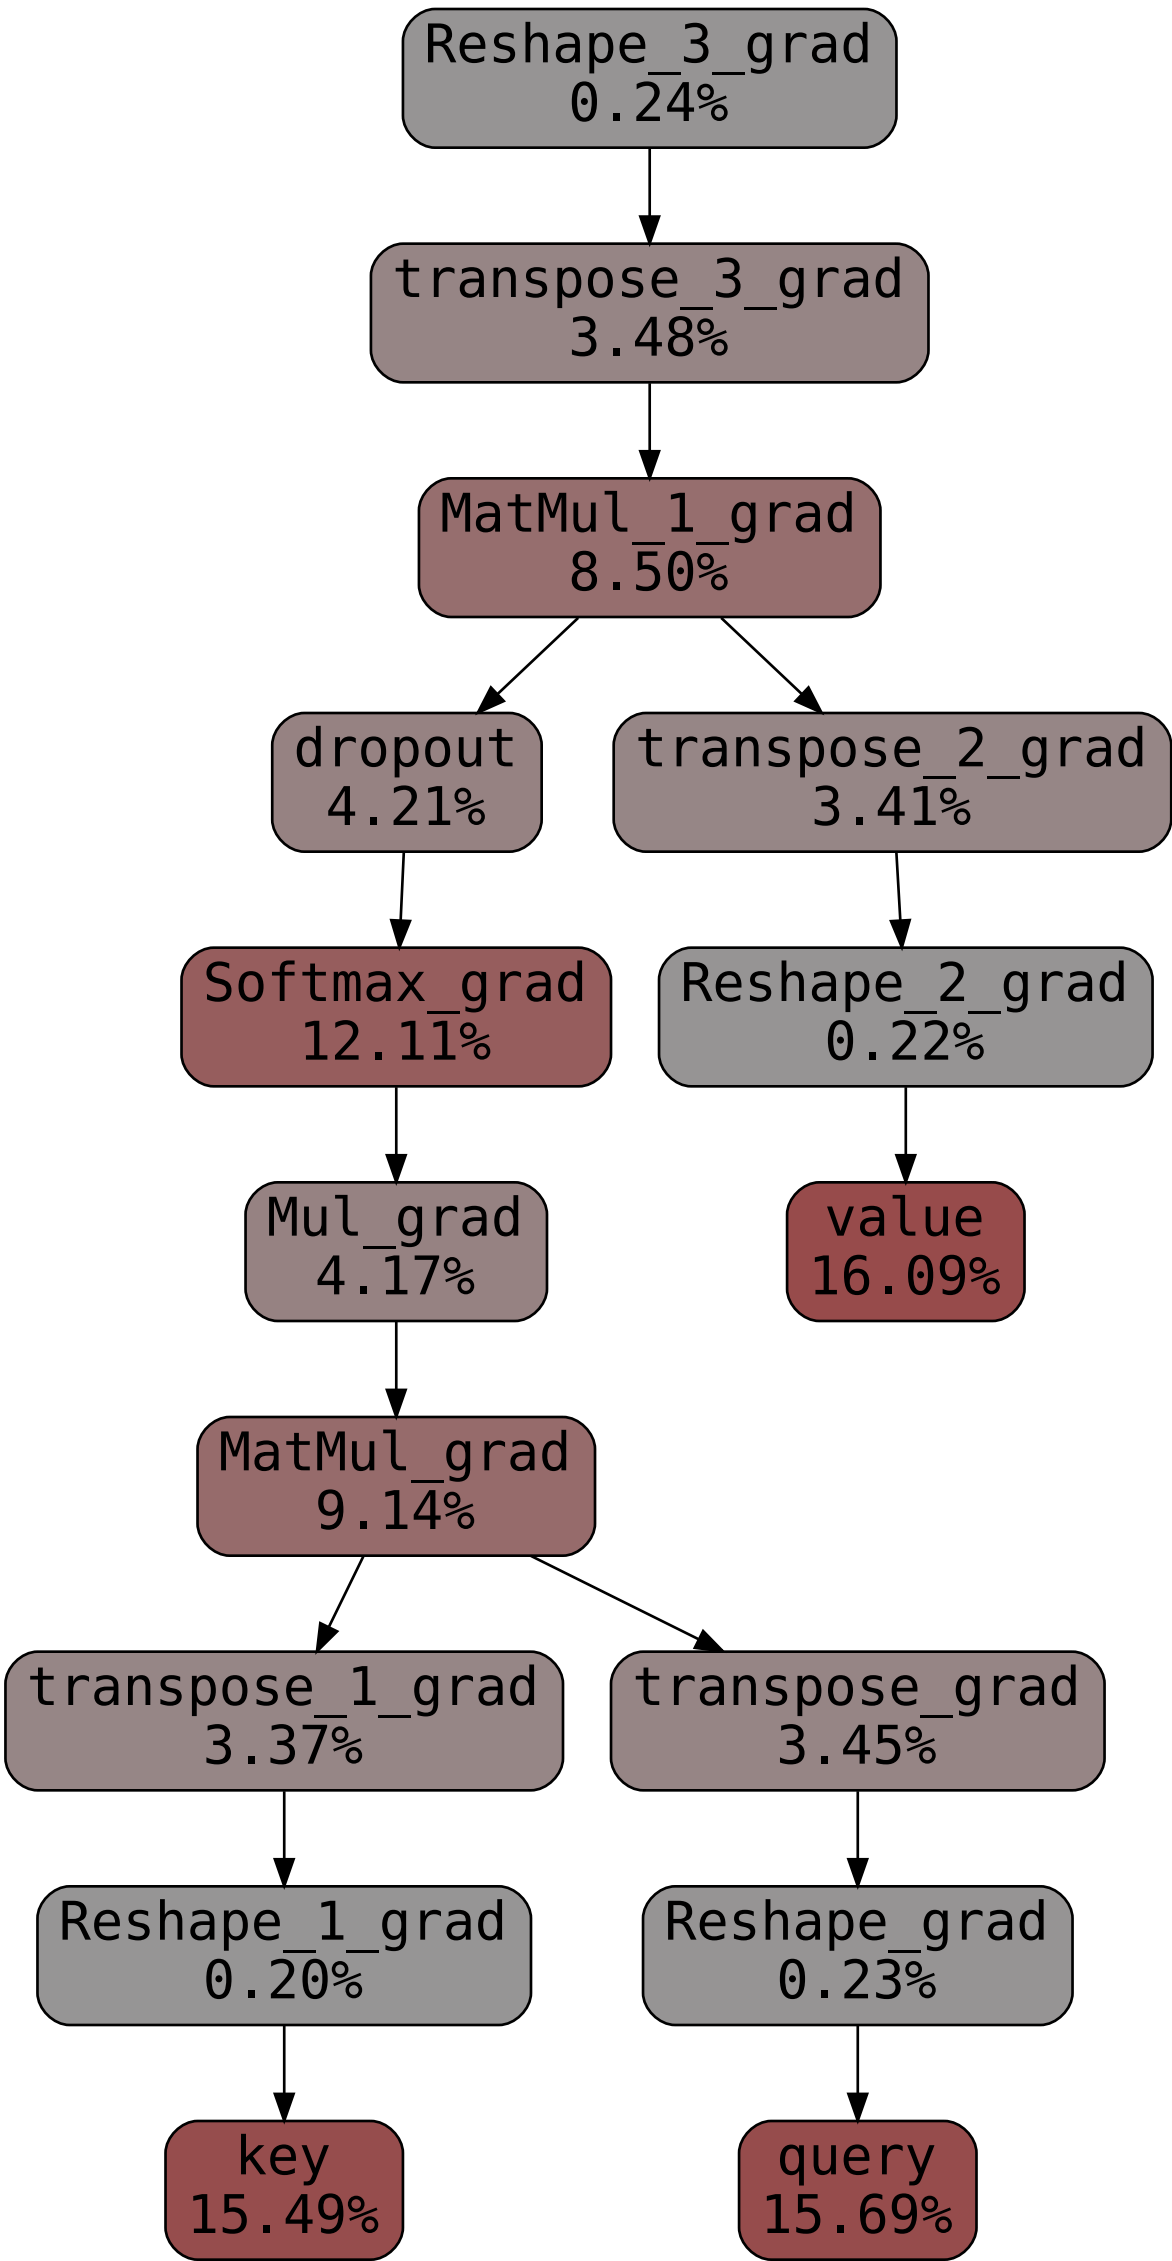 Reshape_3_grad
0.24%
transpose_3_grad
3.48%
MatMul_1_grad
8.50%
dropout
4.21%
transpose_2_grad
3.41%
Softmax_grad
12.11%
Reshape_2_grad
0.22%
Mul_grad
4.17%
value
16.09%
MatMul_grad
9.14%
transpose_1_grad
3.37%
transpose_grad
3.45%
Reshape_1_grad
0.20%
Reshape_grad
0.23%
key
15.49%
query
15.69%